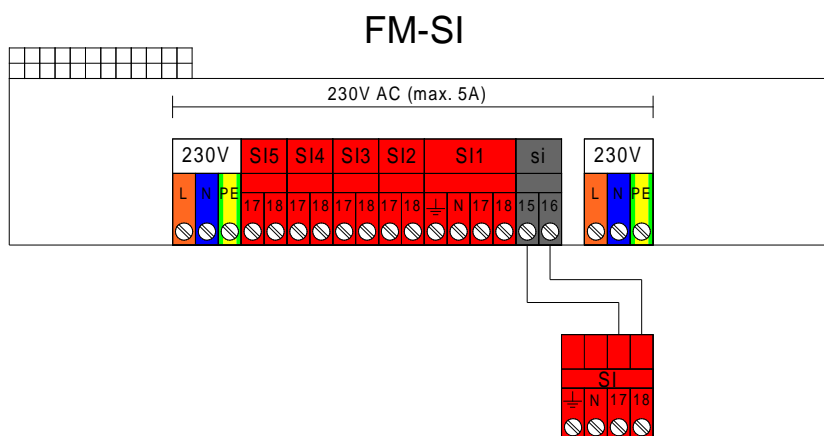 FM-SI
230V AC (max. 5A)
230V SI5 SI4 SI3 SI2 SI1 si 230V
L N PE 17 18 17 18 17 18 17 18 N 17 18 15 16 L N PE
SI
N 17 18